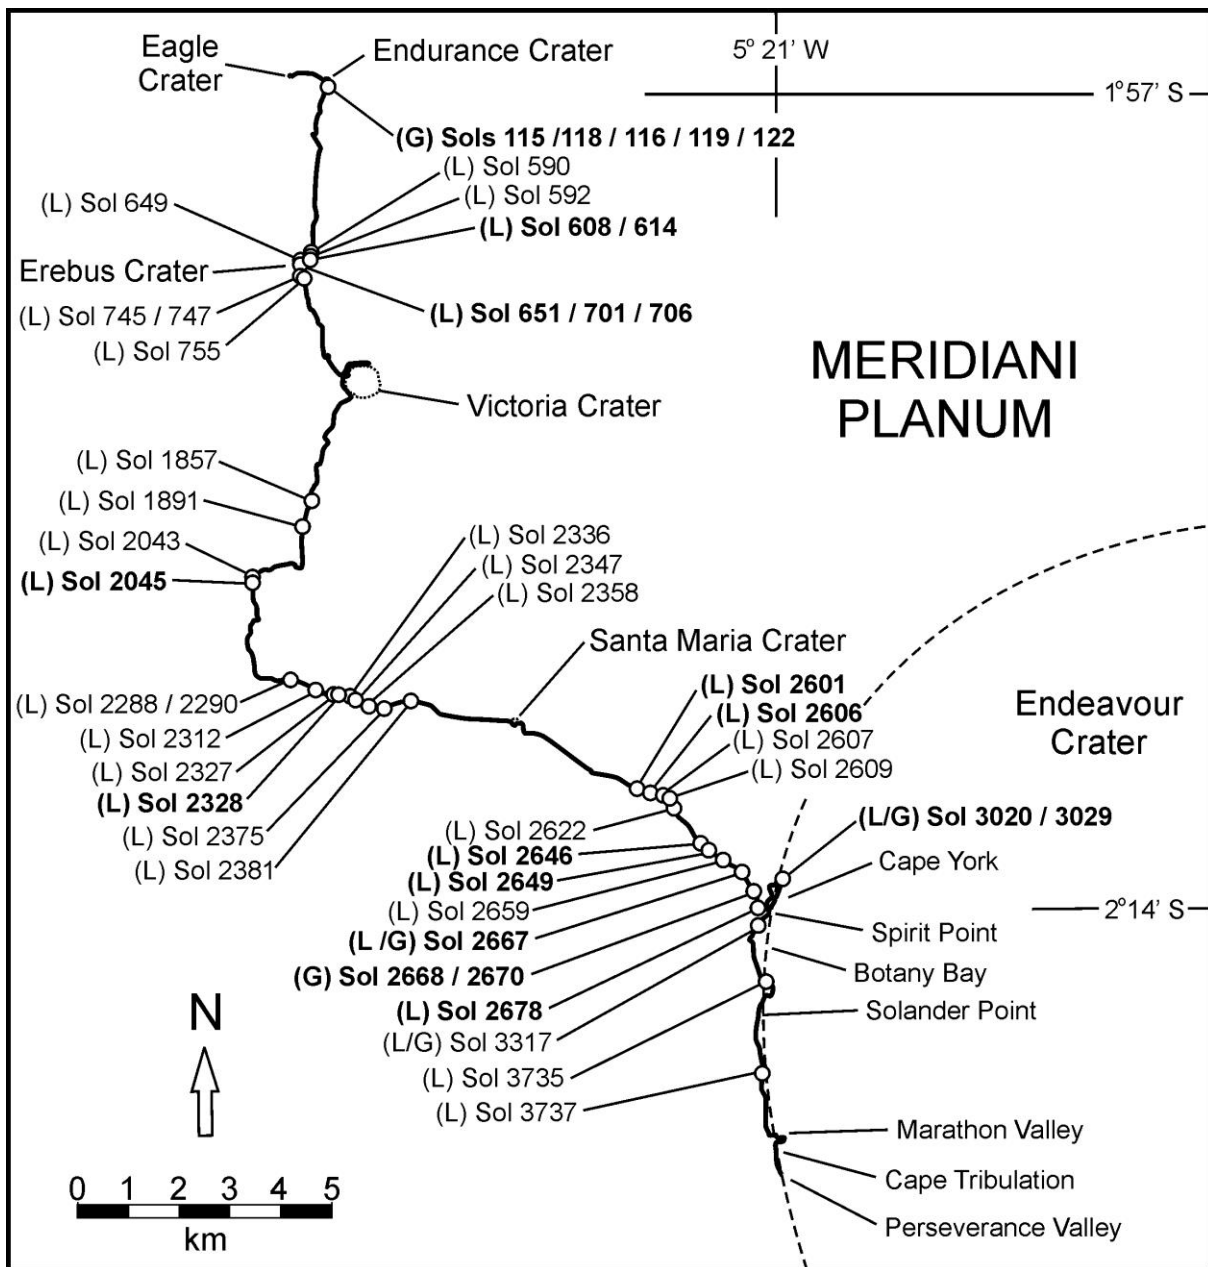 Eagle
Crater
Endurance Crater
5° 21' W
1°57' S
(G) Sols 115 /118 / 116 / 119 / 122
(L) Sol 590
(L) Sol 592
(L) Sol 649
(L) Sol 608 / 614
Erebus Crater
(L) Sol 745 / 747
(L) Sol 651 / 701 / 706
(L) Sol 755
MERIDIANI
PLANUM
Victoria Crater
(L) Sol 1857
(L) Sol 1891
(L) Sol 2043
(L) Sol 2045
(L) Sol 2336
(L) Sol 2347
(L) Sol 2358
Santa Maria Crater
(L) Sol 2601
(L) Sol 2606
(L) Sol 2607
(L) Sol 2609
Endeavour
Crater
(L) Sol 2288 / 2290
(L) Sol 2312
(L) Sol 2327
(L) Sol 2328
(L) Sol 2375
(L) Sol 2381
(L) Sol 2622
(L) Sol 2646
(L) Sol 2649
(L) Sol 2659
(L /G) Sol 2667
(G) Sol 2668 / 2670
(L) Sol 2678
(L/G) Sol 3317
(L) Sol 3735
(L) Sol 3737
(L/G) Sol 3020 / 3029
Cape York
2°14' S
Spirit Point
Botany Bay
Solander Point
Marathon Valley
Cape Tribulation
Perseverance Valley
N
0 1 2 3 4 5
km